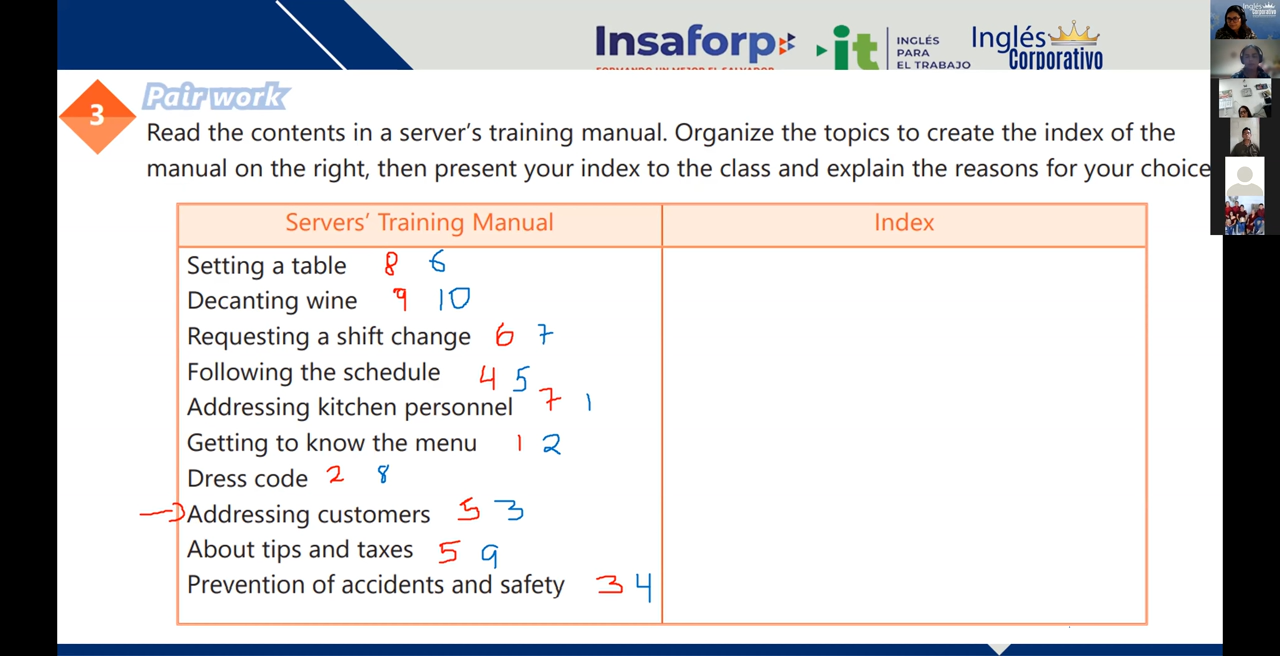 Insaforp
FORMANDO UN MEJOR EL SALVADOR
it
INGLÉS
PARA
EL TRABAJO
Inglés
Corporativo
Inglés
Corporativo
3
Pair work
Read the contents in a server's training manual. Organize the topics to create the index of the
manual on the right, then present your index to the class and explain the reasons for your choice
Servers' Training Manual
Index
Setting a table 8 6
Decanting wine 9 10
Requesting a shift change 6 7
Following the schedule 4 5
Addressing kitchen personnel 7 1
Getting to know the menu 1 2
Dress code 2 8
Addressing customers 5 3
About tips and taxes 5 9
Prevention of accidents and safety 3 4